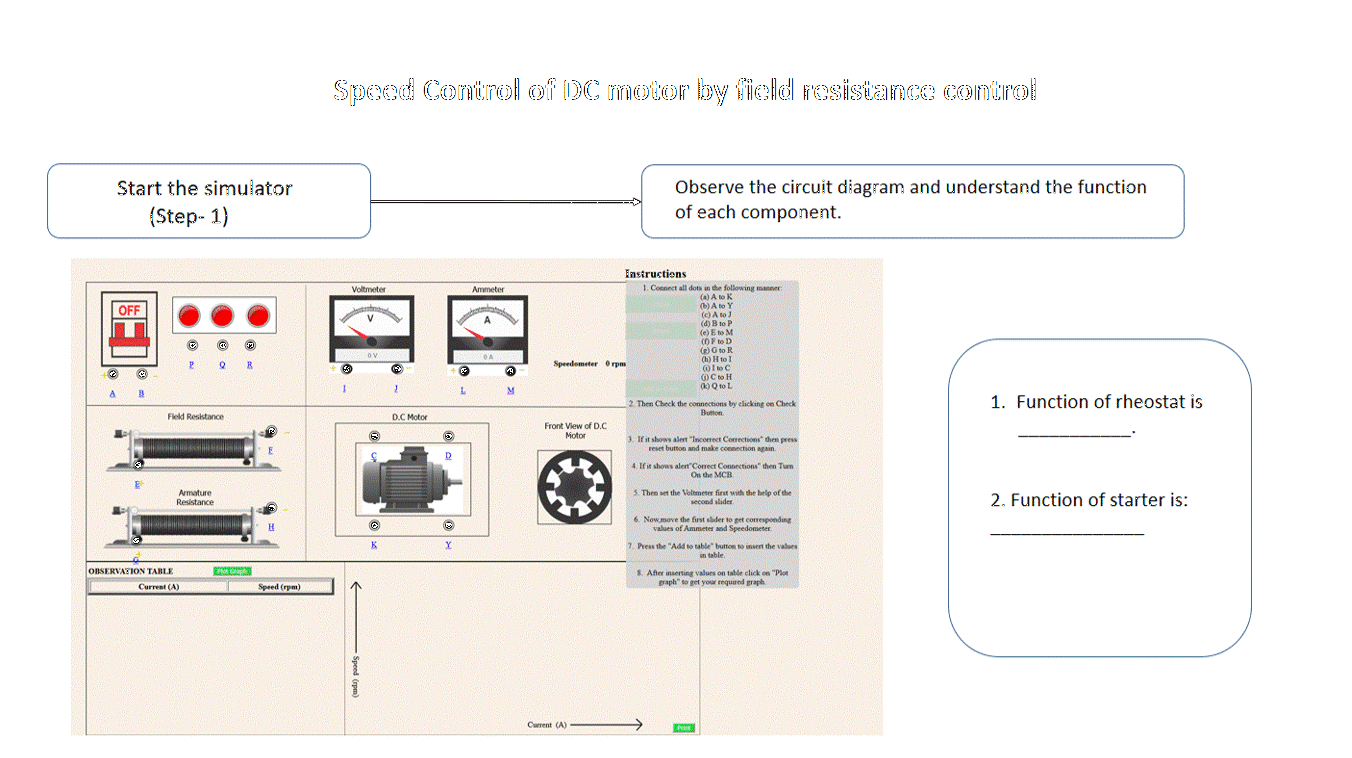 Speed Control of DC motor by field resistance control
Start the simulator
(Step- 1)
Observe the circuit diagram and understand the function
of each component.
OFF
P Q R
+ -
A B
Voltmeter
V
0 V
+ -
I J
Ammeter
A
0 A
+ -
L M
Speedometer 0 rpm
Field Resistance
-
F
E+
Armature
Resistance
-
H
+
G
D.C Motor
C D
K Y
Front View of D.C
Motor
Instructions
1. Connect all dots in the following manner:
(a) A to K
(b) A to Y
(c) A to J
(d) B to P
(e) E to M
(f) F to D
(g) G to R
(h) H to I
(i) I to C
(j) C to H
(k) Q to L
2. Then Check the connections by clicking on Check
Button.
3. If it shows alert "Incorrect Corrections" then press
reset button and make connection again.
4. If it shows alert"Correct Connections" then Turn
On the MCB.
5. Then set the Voltmeter first with the help of the
second slider.
6. Now,move the first slider to get corresponding
values of Ammeter and Speedometer.
7. Press the "Add to table" button to insert the values
in table.
8. After inserting values on table click on "Plot
graph" to get your required graph.
OBSERVATION TABLE Plot Graph
Current (A) Speed (rpm)
Speed (rpm)
Current (A)
Print
1. Function of rheostat is
___________.
2. Function of starter is:
_______________